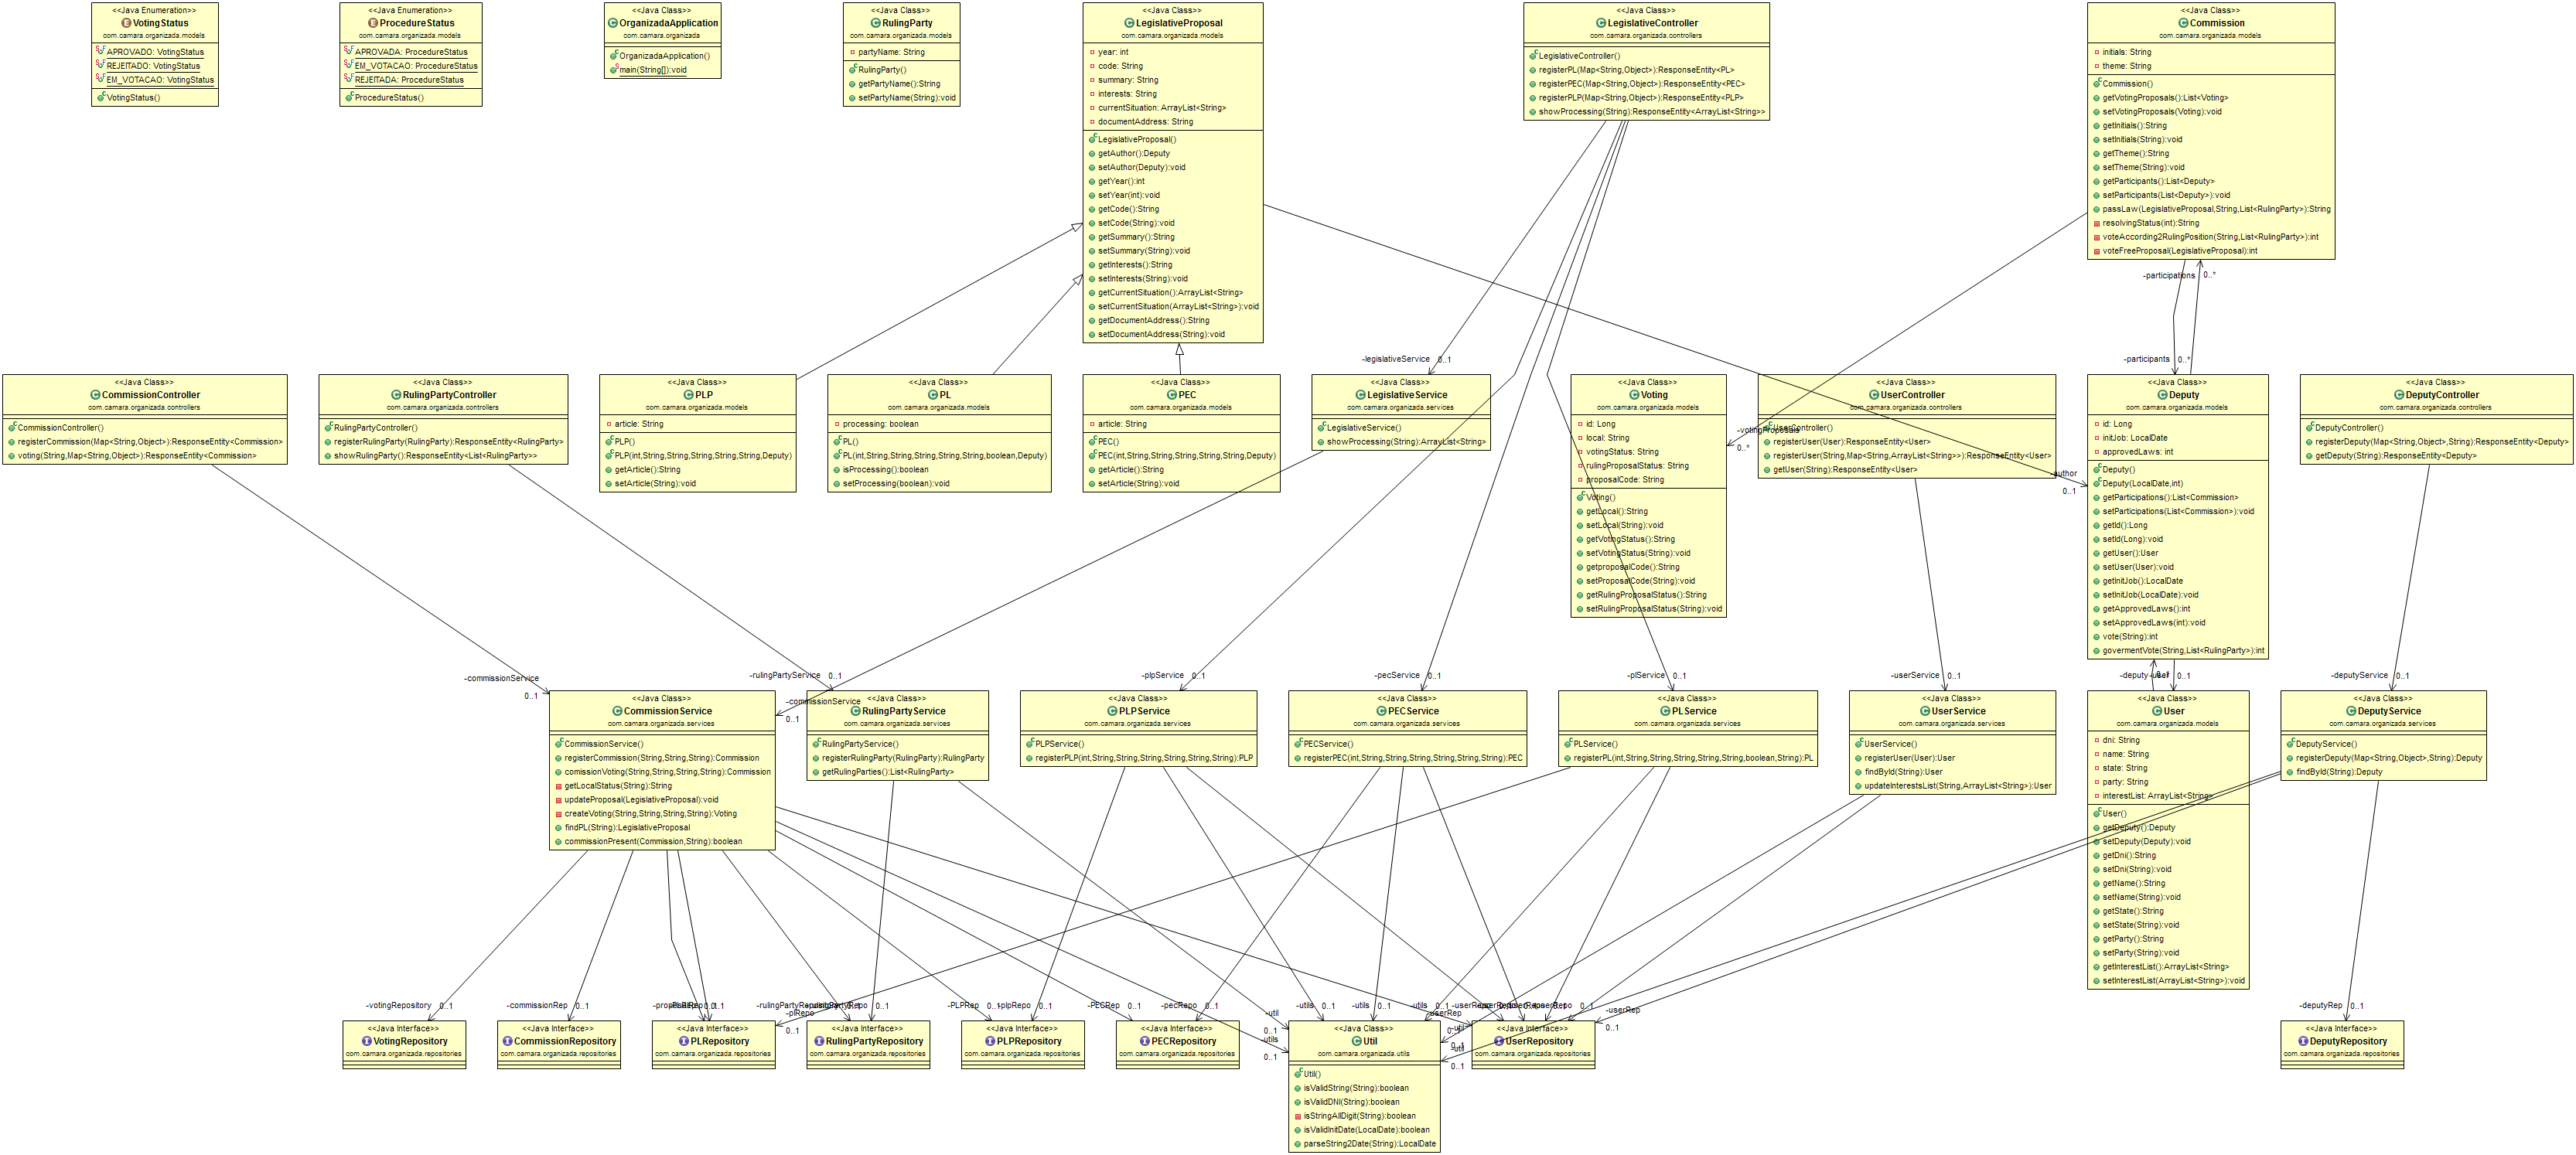 <<Java Enumeration>>
VotingStatus
com.camara.organizada.models
APROVADO: VotingStatus
REJEITADO: VotingStatus
EM_VOTACAO: VotingStatus
VotingStatus()
<<Java Enumeration>>
ProcedureStatus
com.camara.organizada.models
APROVADA: ProcedureStatus
EM_VOTACAO: ProcedureStatus
REJEITADA: ProcedureStatus
ProcedureStatus()
<<Java Class>>
OrganizadaApplication
com.camara.organizada
OrganizadaApplication()
main(String[]):void
<<Java Class>>
RulingParty
com.camara.organizada.models
partyName: String
RulingParty()
getPartyName():String
setPartyName(String):void
<<Java Class>>
LegislativeProposal
com.camara.organizada.models
year: int
code: String
summary: String
interests: String
currentSituation: ArrayList<String>
documentAddress: String
LegislativeProposal()
getAuthor():Deputy
setAuthor(Deputy):void
getYear():int
setYear(int):void
getCode():String
setCode(String):void
getSummary():String
setSummary(String):void
getInterests():String
setInterests(String):void
getCurrentSituation():ArrayList<String>
setCurrentSituation(ArrayList<String>):void
getDocumentAddress():String
setDocumentAddress(String):void
<<Java Class>>
LegislativeController
com.camara.organizada.controllers
LegislativeController()
registerPL(Map<String,Object>):ResponseEntity<PL>
registerPEC(Map<String,Object>):ResponseEntity<PEC>
registerPLP(Map<String,Object>):ResponseEntity<PLP>
showProcessing(String):ResponseEntity<ArrayList<String>>
<<Java Class>>
Commission
com.camara.organizada.models
initials: String
theme: String
Commission()
getVotingProposals():List<Voting>
setVotingProposals(Voting):void
getInitials():String
setInitials(String):void
getTheme():String
setTheme(String):void
getParticipants():List<Deputy>
setParticipants(List<Deputy>):void
passLaw(LegislativeProposal,String,List<RulingParty>):String
resolvingStatus(int):String
voteAccording2RulingPosition(String,List<RulingParty>):int
voteFreeProposal(LegislativeProposal):int
-participations 0..*
-legislativeService 0..1
-participants 0..*
<<Java Class>>
CommissionController
com.camara.organizada.controllers
CommissionController()
registerCommission(Map<String,Object>):ResponseEntity<Commission>
voting(String,Map<String,Object>):ResponseEntity<Commission>
<<Java Class>>
RulingPartyController
com.camara.organizada.controllers
RulingPartyController()
registerRulingParty(RulingParty):ResponseEntity<RulingParty>
showRulingParty():ResponseEntity<List<RulingParty>>
<<Java Class>>
PLP
com.camara.organizada.models
article: String
PLP()
PLP(int,String,String,String,String,String,Deputy)
getArticle():String
setArticle(String):void
<<Java Class>>
PL
com.camara.organizada.models
processing: boolean
PL()
PL(int,String,String,String,String,String,boolean,Deputy)
isProcessing():boolean
setProcessing(boolean):void
<<Java Class>>
PEC
com.camara.organizada.models
article: String
PEC()
PEC(int,String,String,String,String,String,Deputy)
getArticle():String
setArticle(String):void
<<Java Class>>
LegislativeService
com.camara.organizada.services
LegislativeService()
showProcessing(String):ArrayList<String>
<<Java Class>>
Voting
com.camara.organizada.models
id: Long
local: String
votingStatus: String
rulingProposalStatus: String
proposalCode: String
Voting()
getLocal():String
setLocal(String):void
getVotingStatus():String
setVotingStatus(String):void
getproposalCode():String
setProposalCode(String):void
getRulingProposalStatus():String
setRulingProposalStatus(String):void
-votingProposals
0..*
<<Java Class>>
UserController
com.camara.organizada.controllers
UserController()
registerUser(User):ResponseEntity<User>
registerUser(String,Map<String,ArrayList<String>>):ResponseEntity<User>
getUser(String):ResponseEntity<User>
-author
0..1
<<Java Class>>
Deputy
com.camara.organizada.models
id: Long
initJob: LocalDate
approvedLaws: int
Deputy()
Deputy(LocalDate,int)
getParticipations():List<Commission>
setParticipations(List<Commission>):void
getId():Long
setId(Long):void
getUser():User
setUser(User):void
getInitJob():LocalDate
setInitJob(LocalDate):void
getApprovedLaws():int
setApprovedLaws(int):void
vote(String):int
govermentVote(String,List<RulingParty>):int
<<Java Class>>
DeputyController
com.camara.organizada.controllers
DeputyController()
registerDeputy(Map<String,Object>,String):ResponseEntity<Deputy>
getDeputy(String):ResponseEntity<Deputy>
-commissionService
0..1
-rulingPartyService 0..1
-commissionService
0..1
-plpService 0..1
-pecService 0..1
-plService 0..1
-userService 0..1
-deputy
-user 0..1
-deputyService 0..1
<<Java Class>>
CommissionService
com.camara.organizada.services
CommissionService()
registerCommission(String,String,String):Commission
comissionVoting(String,String,String,String):Commission
getLocalStatus(String):String
updateProposal(LegislativeProposal):void
createVoting(String,String,String,String):Voting
findPL(String):LegislativeProposal
commissionPresent(Commission,String):boolean
<<Java Class>>
RulingPartyService
com.camara.organizada.services
RulingPartyService()
registerRulingParty(RulingParty):RulingParty
getRulingParties():List<RulingParty>
<<Java Class>>
PLPService
com.camara.organizada.services
PLPService()
registerPLP(int,String,String,String,String,String,String):PLP
<<Java Class>>
PECService
com.camara.organizada.services
PECService()
registerPEC(int,String,String,String,String,String,String):PEC
<<Java Class>>
PLService
com.camara.organizada.services
PLService()
registerPL(int,String,String,String,String,String,boolean,String):PL
<<Java Class>>
UserService
com.camara.organizada.services
UserService()
registerUser(User):User
findById(String):User
updateInterestsList(String,ArrayList<String>):User
<<Java Class>>
User
com.camara.organizada.models
dni: String
name: String
state: String
party: String
interestList: ArrayList<String>
User()
getDeputy():Deputy
setDeputy(Deputy):void
getDni():String
setDni(String):void
getName():String
setName(String):void
getState():String
setState(String):void
getParty():String
setParty(String):void
getInterestList():ArrayList<String>
setInterestList(ArrayList<String>):void
<<Java Class>>
DeputyService
com.camara.organizada.services
DeputyService()
registerDeputy(Map<String,Object>,String):Deputy
findById(String):Deputy
-votingRepository 0..1
-commissionRep 0..1
-plRepo
0..1
-PLPRep 0..1
-plpRepo 0..1
-PECRep 0..1
-pecRepo 0..1
-util
0..1
-utils
0..1
-utils 0..1
-utils 0..1
-utils 0..1
-userRep
0..1
-deputyRep 0..1
<<Java Interface>>
VotingRepository
com.camara.organizada.repositories
<<Java Interface>>
CommissionRepository
com.camara.organizada.repositories
<<Java Interface>>
PLRepository
com.camara.organizada.repositories
<<Java Interface>>
RulingPartyRepository
com.camara.organizada.repositories
<<Java Interface>>
PLPRepository
com.camara.organizada.repositories
<<Java Interface>>
PECRepository
com.camara.organizada.repositories
<<Java Class>>
Util
com.camara.organizada.utils
Util()
isValidString(String):boolean
isValidDNI(String):boolean
isStringAllDigit(String):boolean
isValidInitDate(LocalDate):boolean
parseString2Date(String):LocalDate
<<Java Interface>>
UserRepository
com.camara.organizada.repositories
<<Java Interface>>
DeputyRepository
com.camara.organizada.repositories